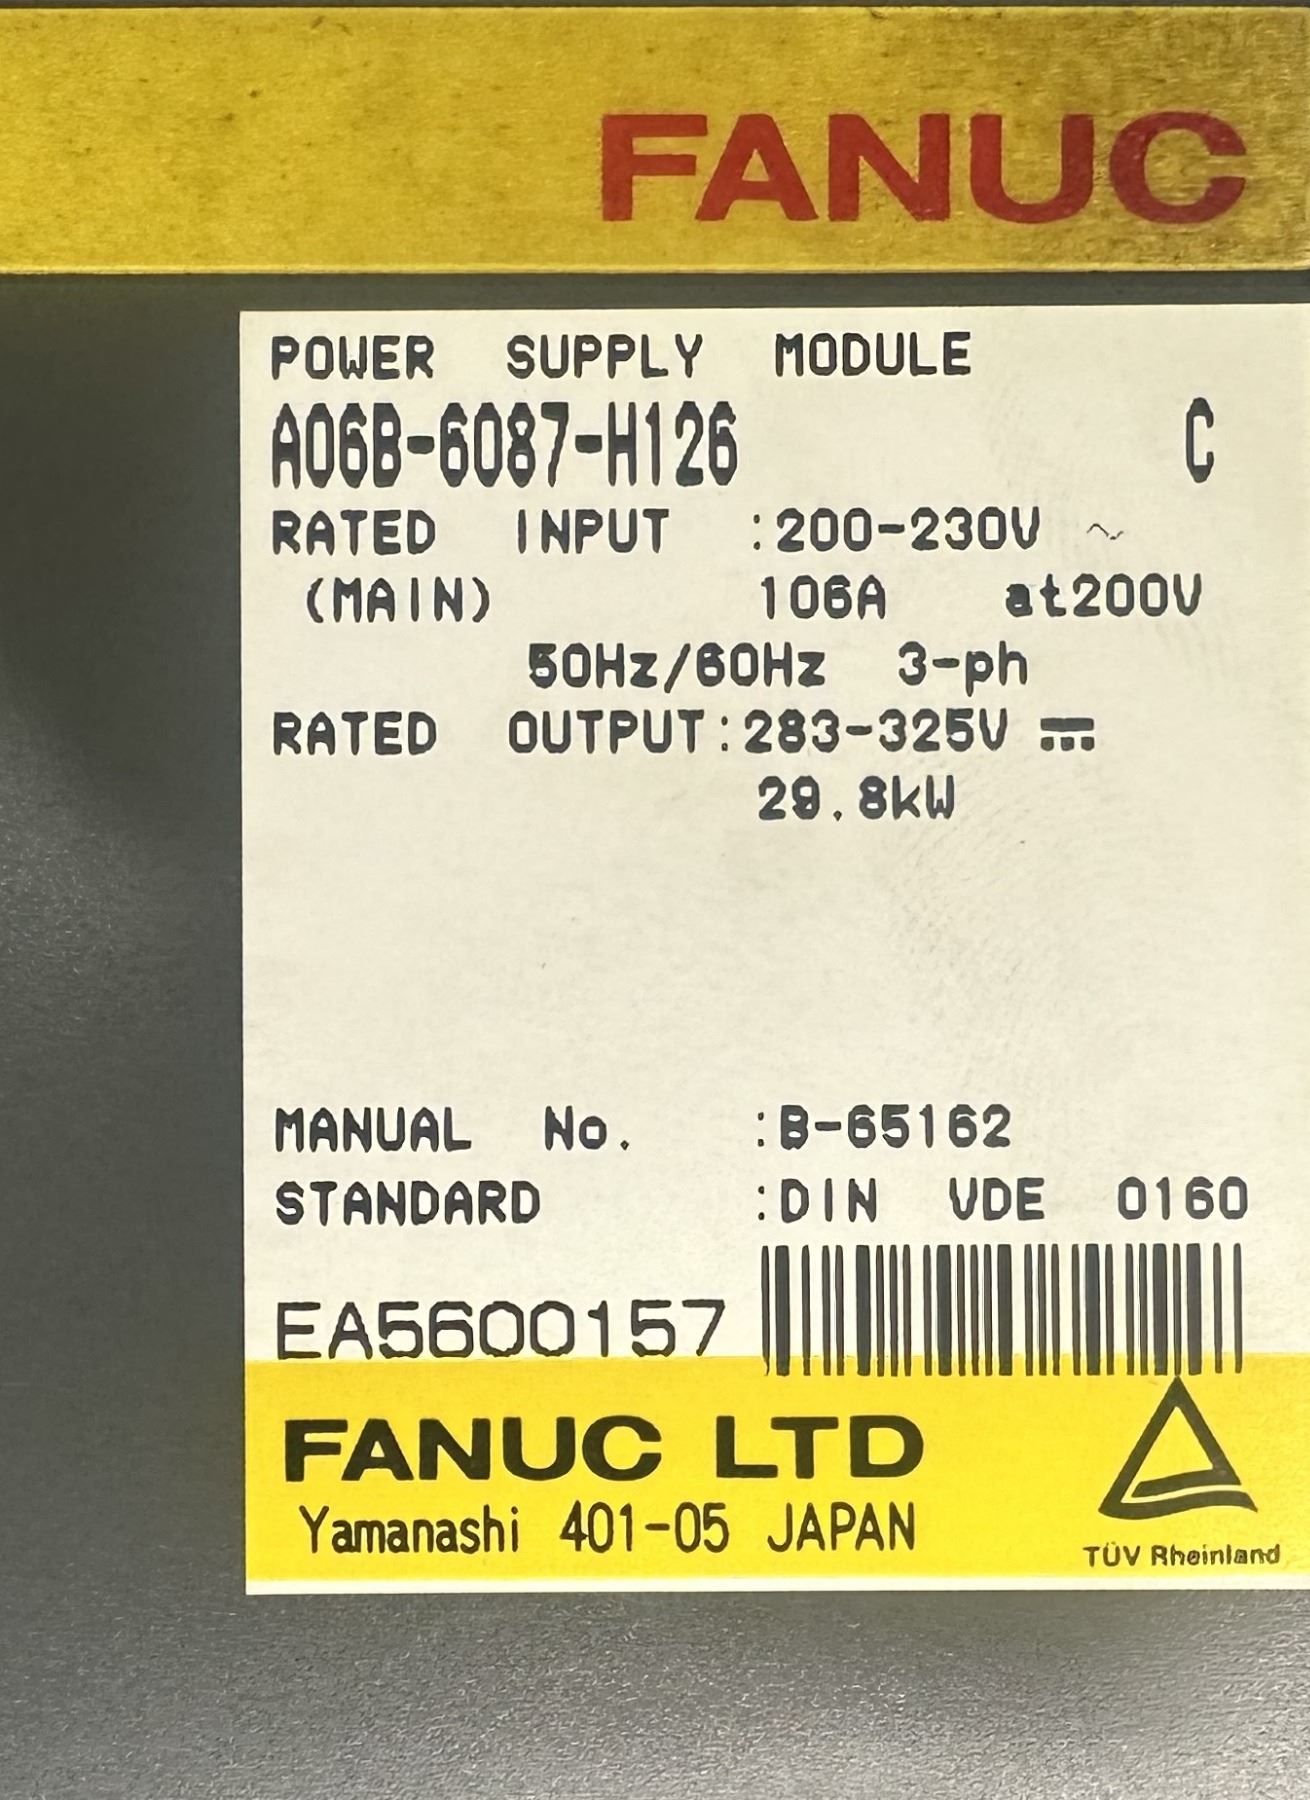 FANUC
POWER SUPPLY MODULE
A06B-6087-H126 C
RATED INPUT :200-230V ~
(MAIN) 106A at200V
50Hz/60Hz 3-ph
RATED OUTPUT:283-325V ⎓
29.8kW
MANUAL No. :B-65162
STANDARD :DIN VDE 0160
EA5600157
FANUC LTD
Yamanashi 401-05 JAPAN
TÜV Rheinland